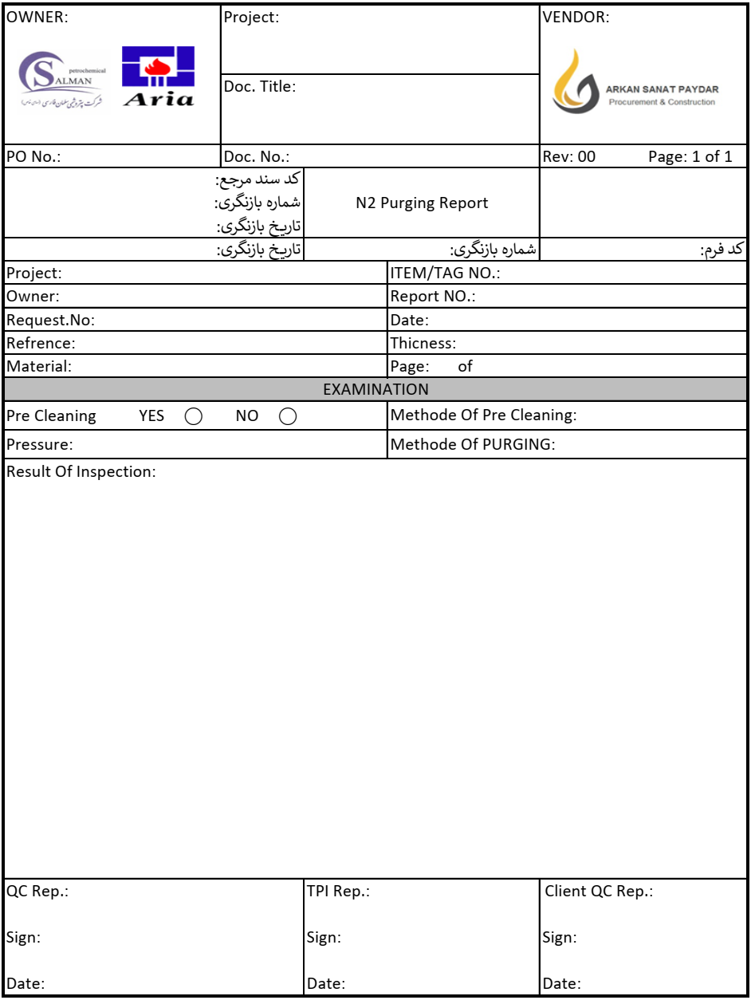 OWNER:
petrochemical
SALMAN
شرکت پتروشیمی سلمان فارسی
Aria
Project:
Doc. Title:
VENDOR:
ARKAN SANAT PAYDAR
Procurement & Construction
PO No.:
Doc. No.:
Rev: 00 Page: 1 of 1
کد سند مرجع:
شماره بازنگری:
تاریخ بازنگری:
N2 Purging Report
کد فرم:
شماره بازنگری:
تاریخ بازنگری:
Project:
ITEM/TAG NO.:
Owner:
Report NO.:
Request.No:
Date:
Refrence:
Thicness:
Material:
Page: of
EXAMINATION
Pre Cleaning YES NO
Methode Of Pre Cleaning:
Pressure:
Methode Of PURGING:
Result Of Inspection:
QC Rep.:
TPI Rep.:
Client QC Rep.:
Sign:
Sign:
Sign:
Date:
Date:
Date: